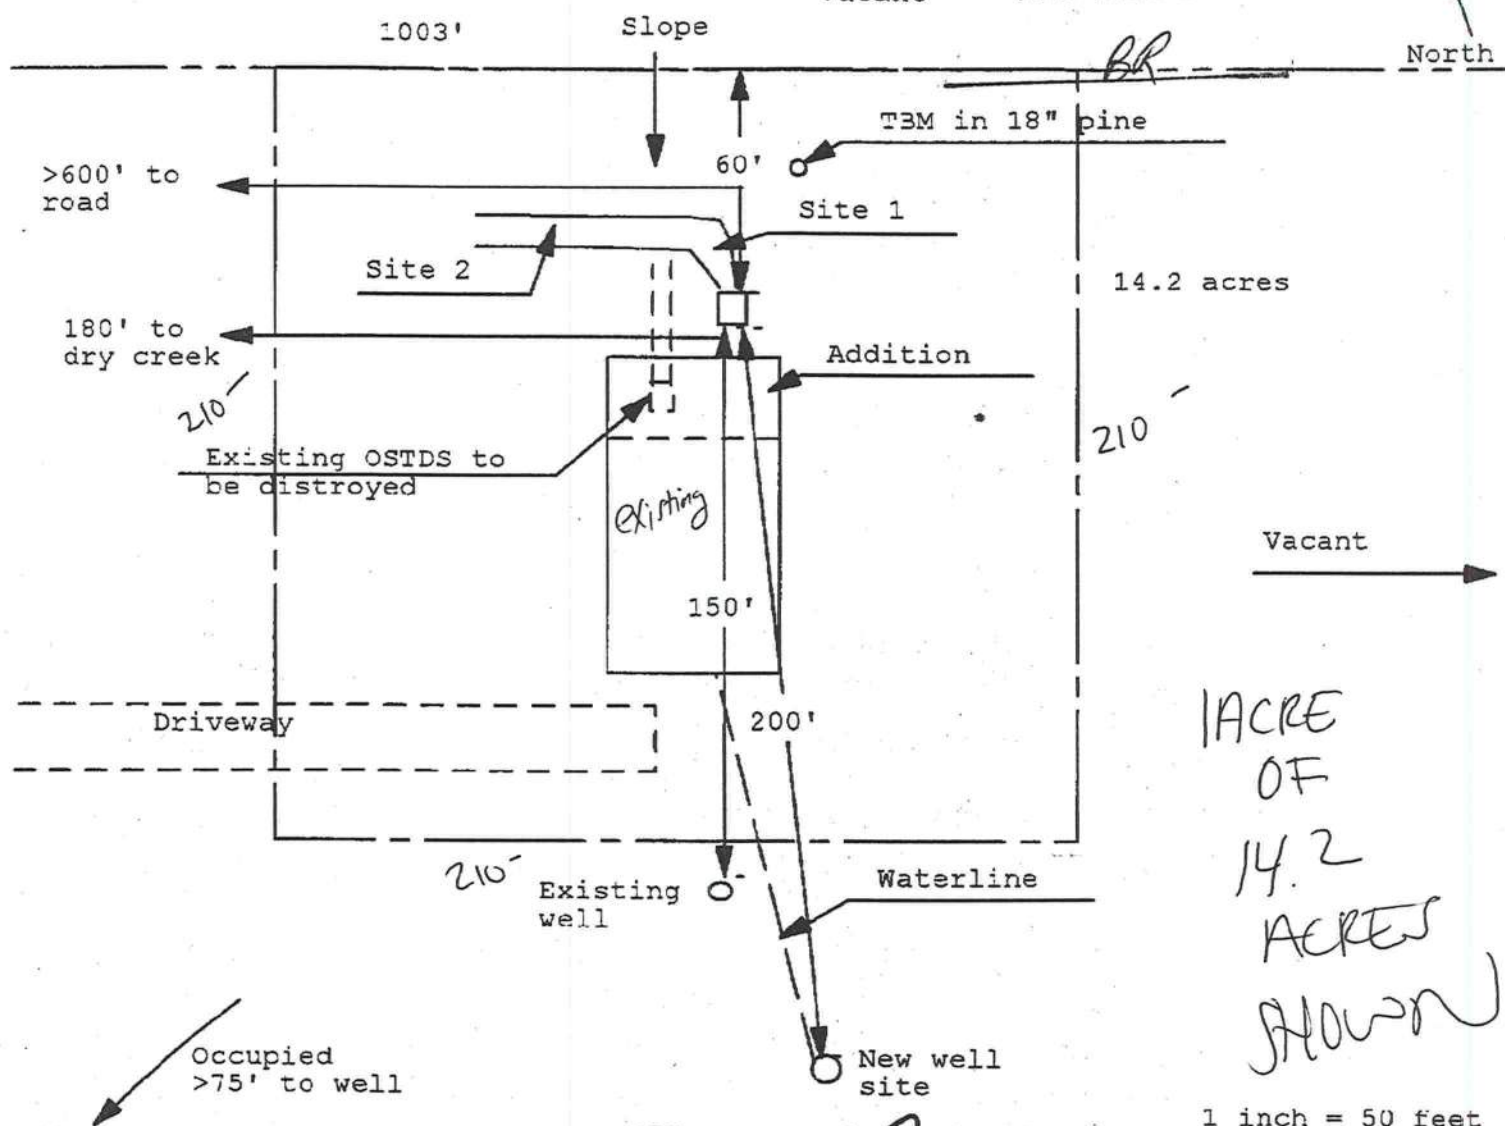 1003'
Slope
North
BR
TBM in 18" pine
60'
>600' to
road
Site 1
Site 2
14.2 acres
180' to
dry creek
Addition
210
210
Existing OSTDS to
be distroyed
existing
Vacant
150'
Driveway
200'
1ACRE
OF
14.2
ACRES
SHOWN
210
Existing
well
Waterline
Occupied
>75' to well
New well
site
1 inch = 50 feet